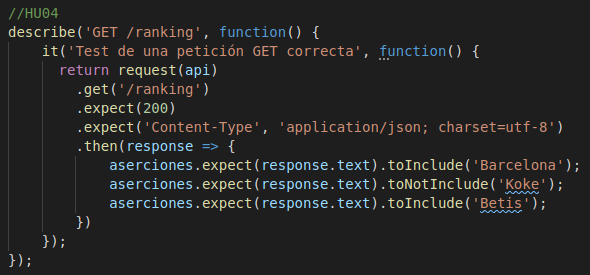 //HU04
describe('GET /ranking', function() {
    it('Test de una petición GET correcta', function() {
      return request(api)
        .get('/ranking')
        .expect(200)
        .expect('Content-Type', 'application/json; charset=utf-8')
        .then(response => {
            aserciones.expect(response.text).toInclude('Barcelona');
            aserciones.expect(response.text).toNotInclude('Koke');
            aserciones.expect(response.text).toInclude('Betis');
        })
    });
});